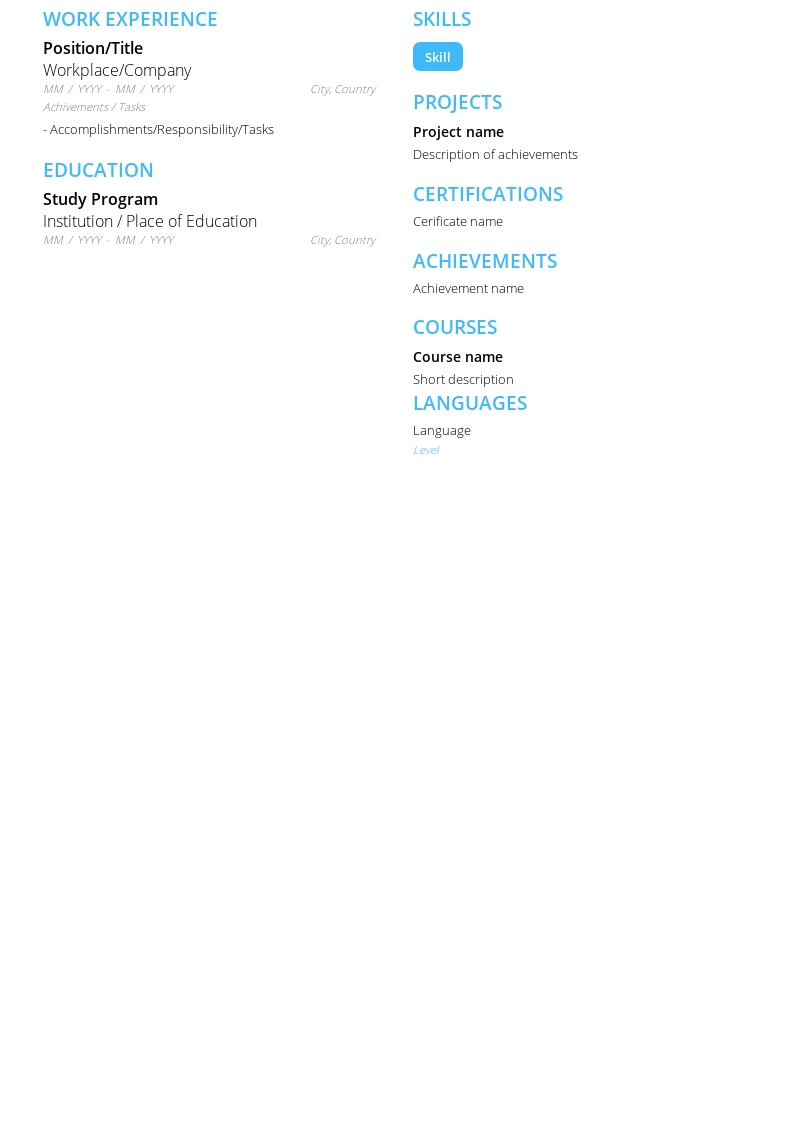 WORK EXPERIENCE
Position/Title
Workplace/Company
MM / YYYY - MM / YYYY City, Country
Achivements / Tasks
- Accomplishments/Responsibility/Tasks
EDUCATION
Study Program
Institution / Place of Education
MM / YYYY - MM / YYYY City, Country
SKILLS
Skill
PROJECTS
Project name
Description of achievements
CERTIFICATIONS
Cerificate name
ACHIEVEMENTS
Achievement name
COURSES
Course name
Short description
LANGUAGES
Language
Level